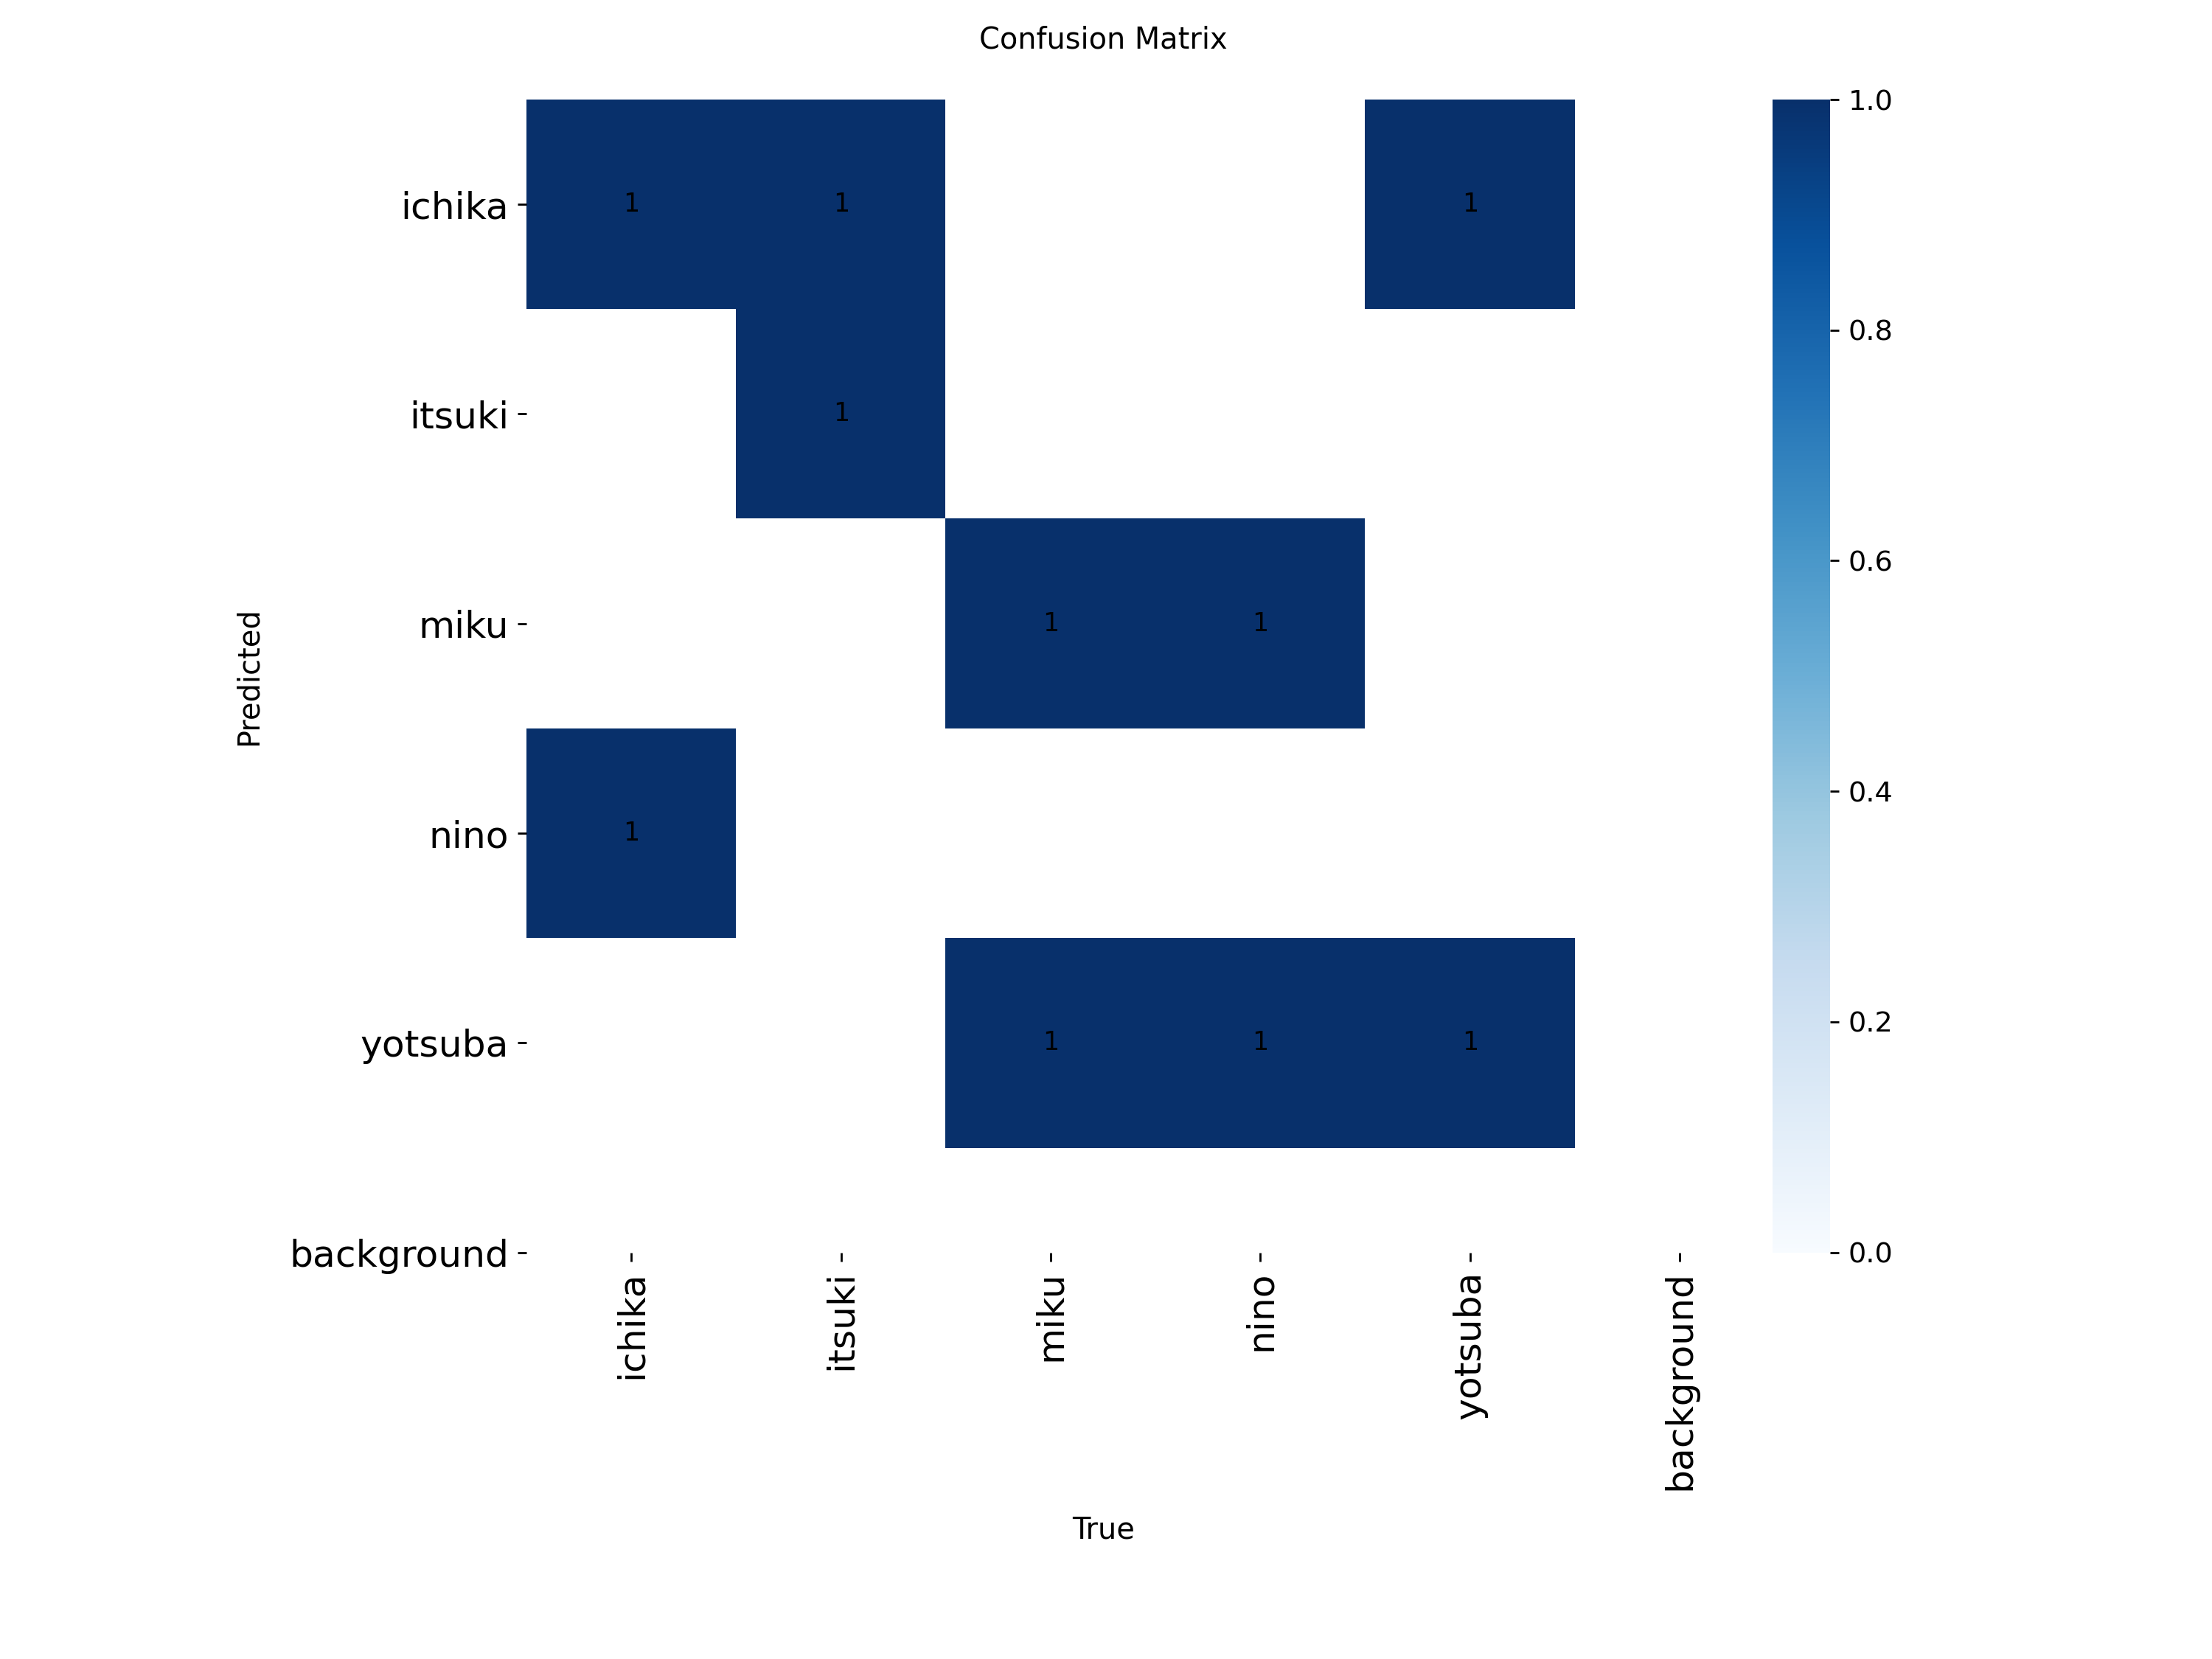 Confusion Matrix
ichika
1
1
1
itsuki
1
miku
1
1
nino
1
yotsuba
1
1
1
background
Predicted
ichika
itsuki
miku
nino
yotsuba
background
True
1.0
0.8
0.6
0.4
0.2
0.0